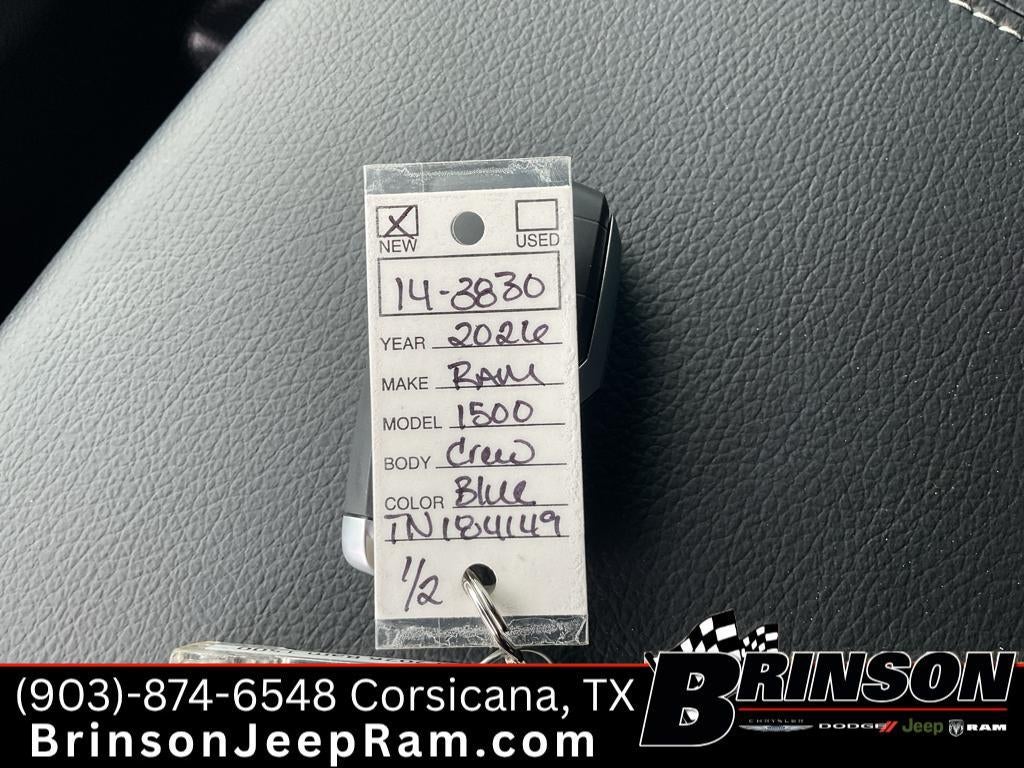 X
NEW
USED
14-3830
YEAR 2026
MAKE RAM
MODEL 1500
BODY Crew
COLOR Blue
TN184149
1/2
(903)-874-6548 Corsicana, TX
BrinsonJeepRam.com
BRINSON
CHRYSLER DODGE Jeep RAM